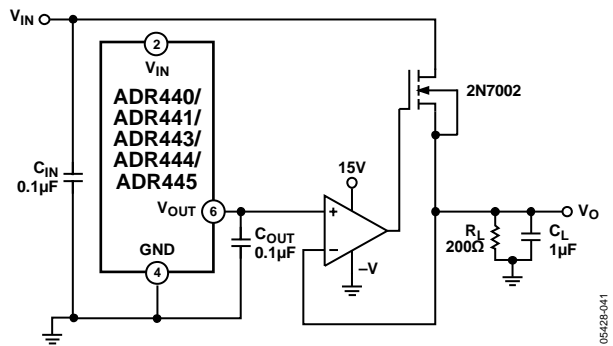 VIN
2
VIN
ADR440/
ADR441/
ADR443/
ADR444/
ADR445
2N7002
CIN
0.1µF
15V
VOUT
6
+
–
VO
COUT
0.1µF
–V
RL
200Ω
CL
1µF
GND
4
05428-041